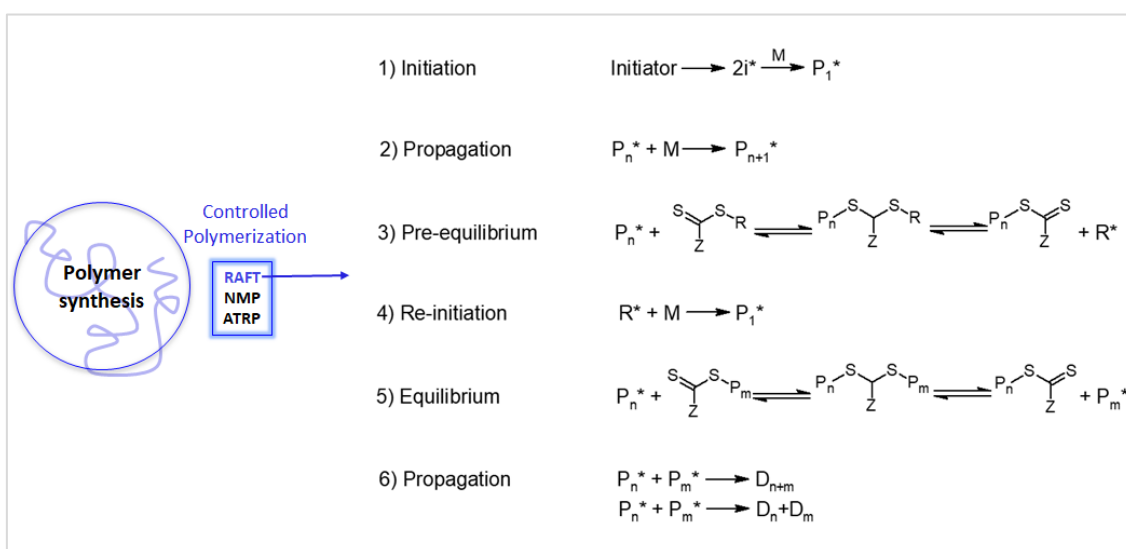 Polymer
synthesis
Controlled
Polymerization
RAFT
NMP
ATRP
1) Initiation
Initiator ⟶ 2i* M⟶ P₁*
2) Propagation
Pₙ* + M ⟶ Pₙ₊₁*
3) Pre-equilibrium
Pₙ* + S S R Z ⇌ Pₙ S S R Z ⇌ Pₙ S S Z + R*
4) Re-initiation
R* + M ⟶ P₁*
5) Equilibrium
Pₙ* + S S Pₘ Z ⇌ Pₙ S S Pₘ Z ⇌ Pₙ S S Z + Pₘ*
6) Propagation
Pₙ* + Pₘ* ⟶ Dₙ₊ₘ
Pₙ* + Pₘ* ⟶ Dₙ+Dₘ